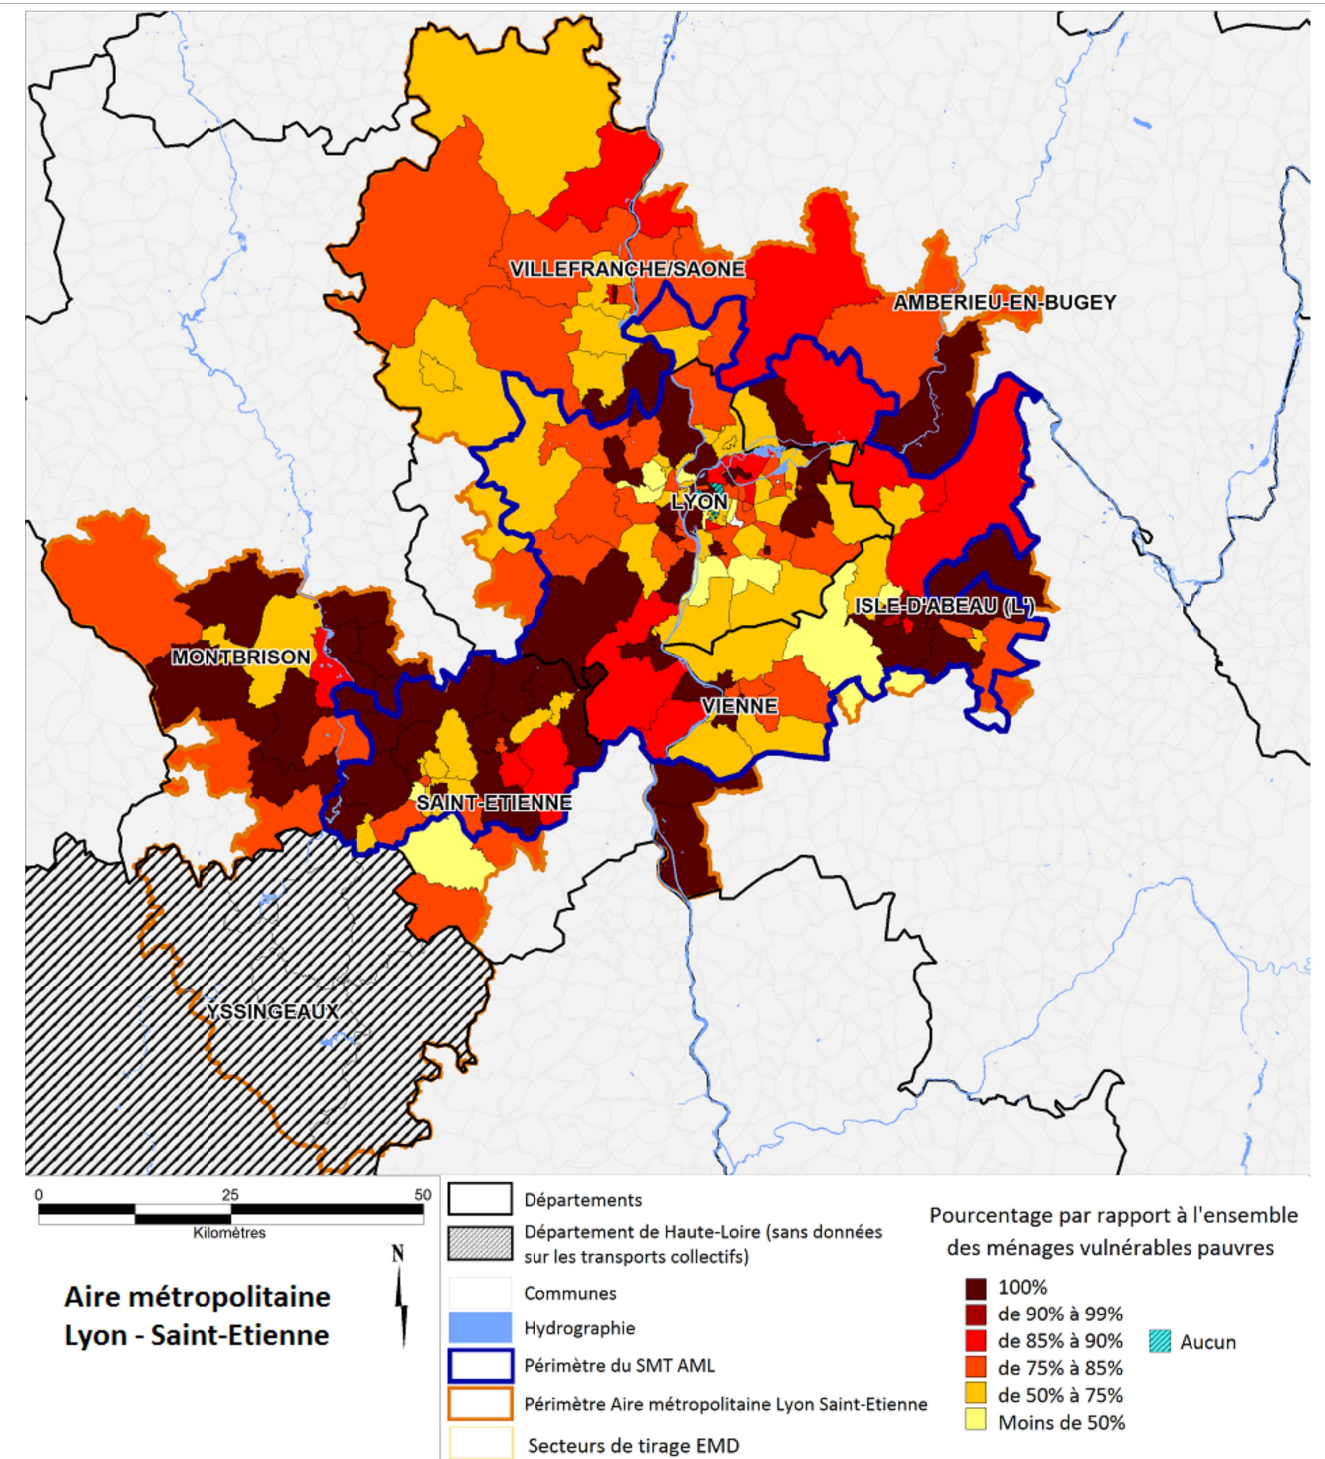 VILLEFRANCHE/SAONE
AMBERIEU-EN-BUGEY
LYON
ISLE-D'ABEAU (L')
MONTBRISON
VIENNE
SAINT-ETIENNE
YSSINGEAUX
0 25 50
Kilomètres
N
Aire métropolitaine
Lyon - Saint-Etienne
Départements
Département de Haute-Loire (sans données
sur les transports collectifs)
Communes
Hydrographie
Périmètre du SMT AML
Périmètre Aire métropolitaine Lyon Saint-Etienne
Secteurs de tirage EMD
Pourcentage par rapport à l'ensemble
des ménages vulnérables pauvres
100%
de 90% à 99%
de 85% à 90%
de 75% à 85%
de 50% à 75%
Moins de 50%
Aucun